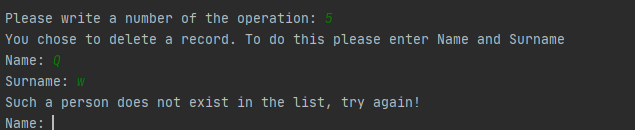 Please write a number of the operation: 5
You chose to delete a record. To do this please enter Name and Surname
Name: Q
Surname: w
Such a person does not exist in the list, try again!
Name: